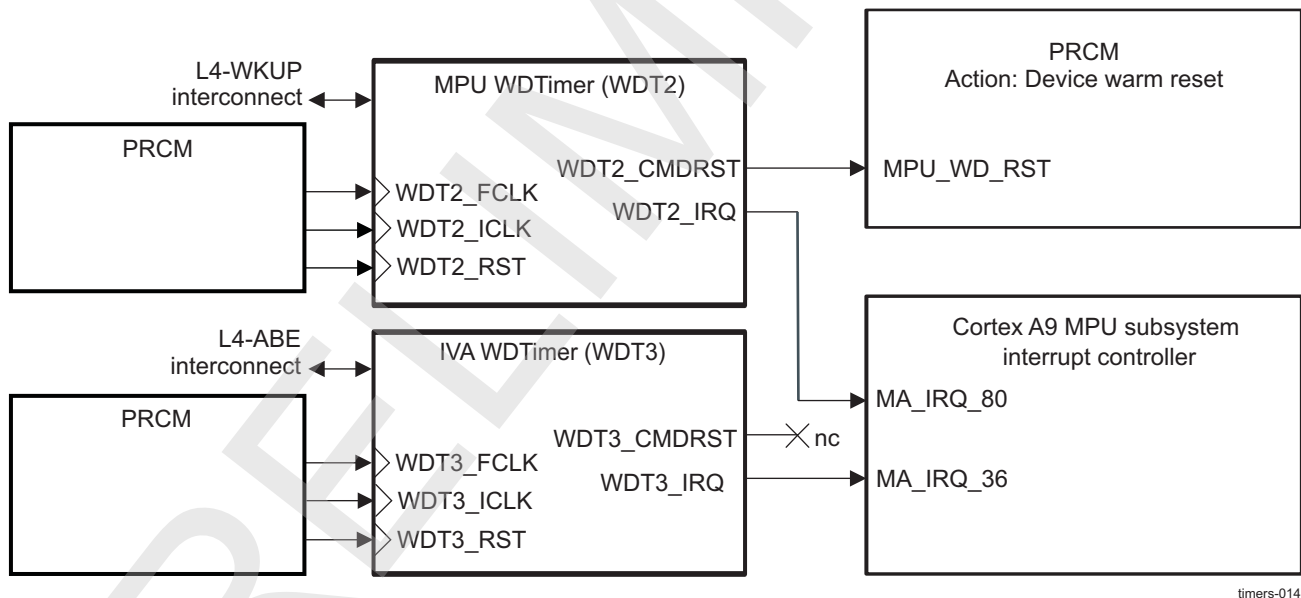 L4-WKUP
interconnect
PRCM
MPU WDTimer (WDT2)
WDT2_FCLK
WDT2_ICLK
WDT2_RST
WDT2_CMDRST
WDT2_IRQ
PRCM
Action: Device warm reset
MPU_WD_RST
L4-ABE
interconnect
PRCM
IVA WDTimer (WDT3)
WDT3_FCLK
WDT3_ICLK
WDT3_RST
WDT3_CMDRST
WDT3_IRQ
nc
Cortex A9 MPU subsystem
interrupt controller
MA_IRQ_80
MA_IRQ_36
timers-014